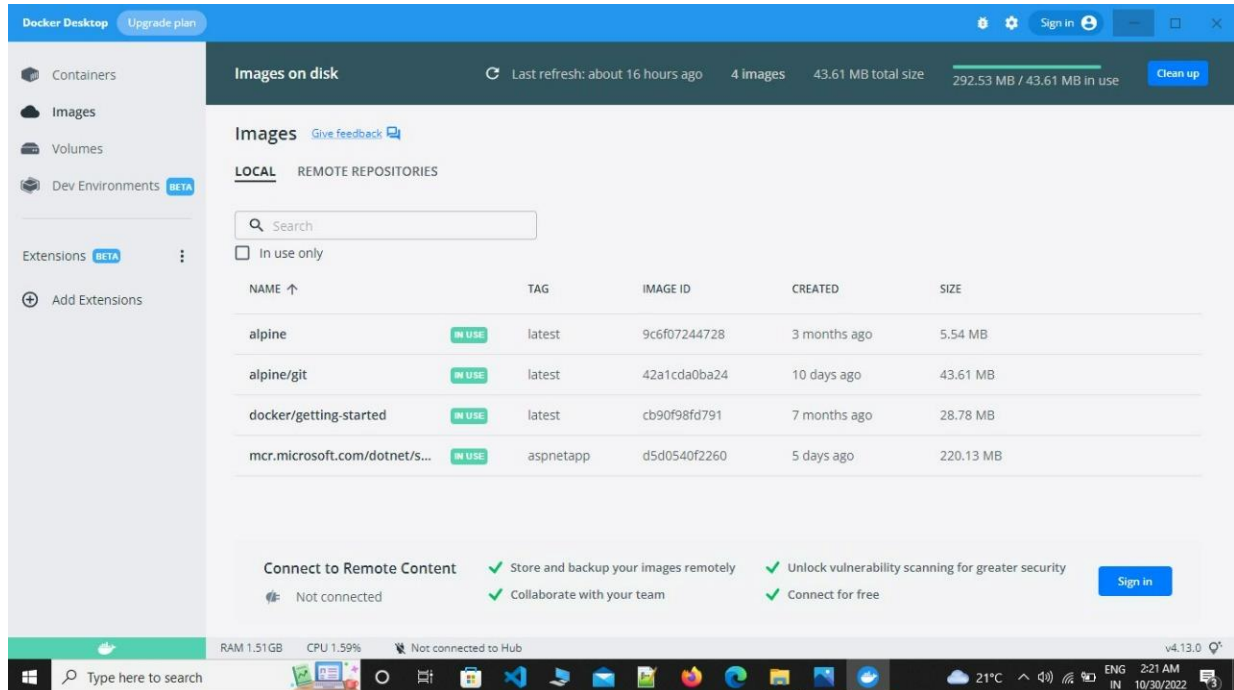 Docker Desktop Upgrade plan Sign in
Containers
Images
Volumes
Dev Environments BETA
Extensions BETA
Add Extensions
Images on disk Last refresh: about 16 hours ago 4 images 43.61 MB total size 292.53 MB / 43.61 MB in use Clean up
Images Give feedback
LOCAL REMOTE REPOSITORIES
Search
In use only
NAME TAG IMAGE ID CREATED SIZE
alpine IN USE latest 9c6f07244728 3 months ago 5.54 MB
alpine/git IN USE latest 42a1cda0ba24 10 days ago 43.61 MB
docker/getting-started IN USE latest cb90f98fd791 7 months ago 28.78 MB
mcr.microsoft.com/dotnet/s... IN USE aspnetapp d5d0540f2260 5 days ago 220.13 MB
Connect to Remote Content
Not connected
Store and backup your images remotely
Collaborate with your team
Unlock vulnerability scanning for greater security
Connect for free
Sign in
RAM 1.51GB CPU 1.59% Not connected to Hub v4.13.0
Type here to search 21°C ENG 2:21 AM
IN 10/30/2022 3